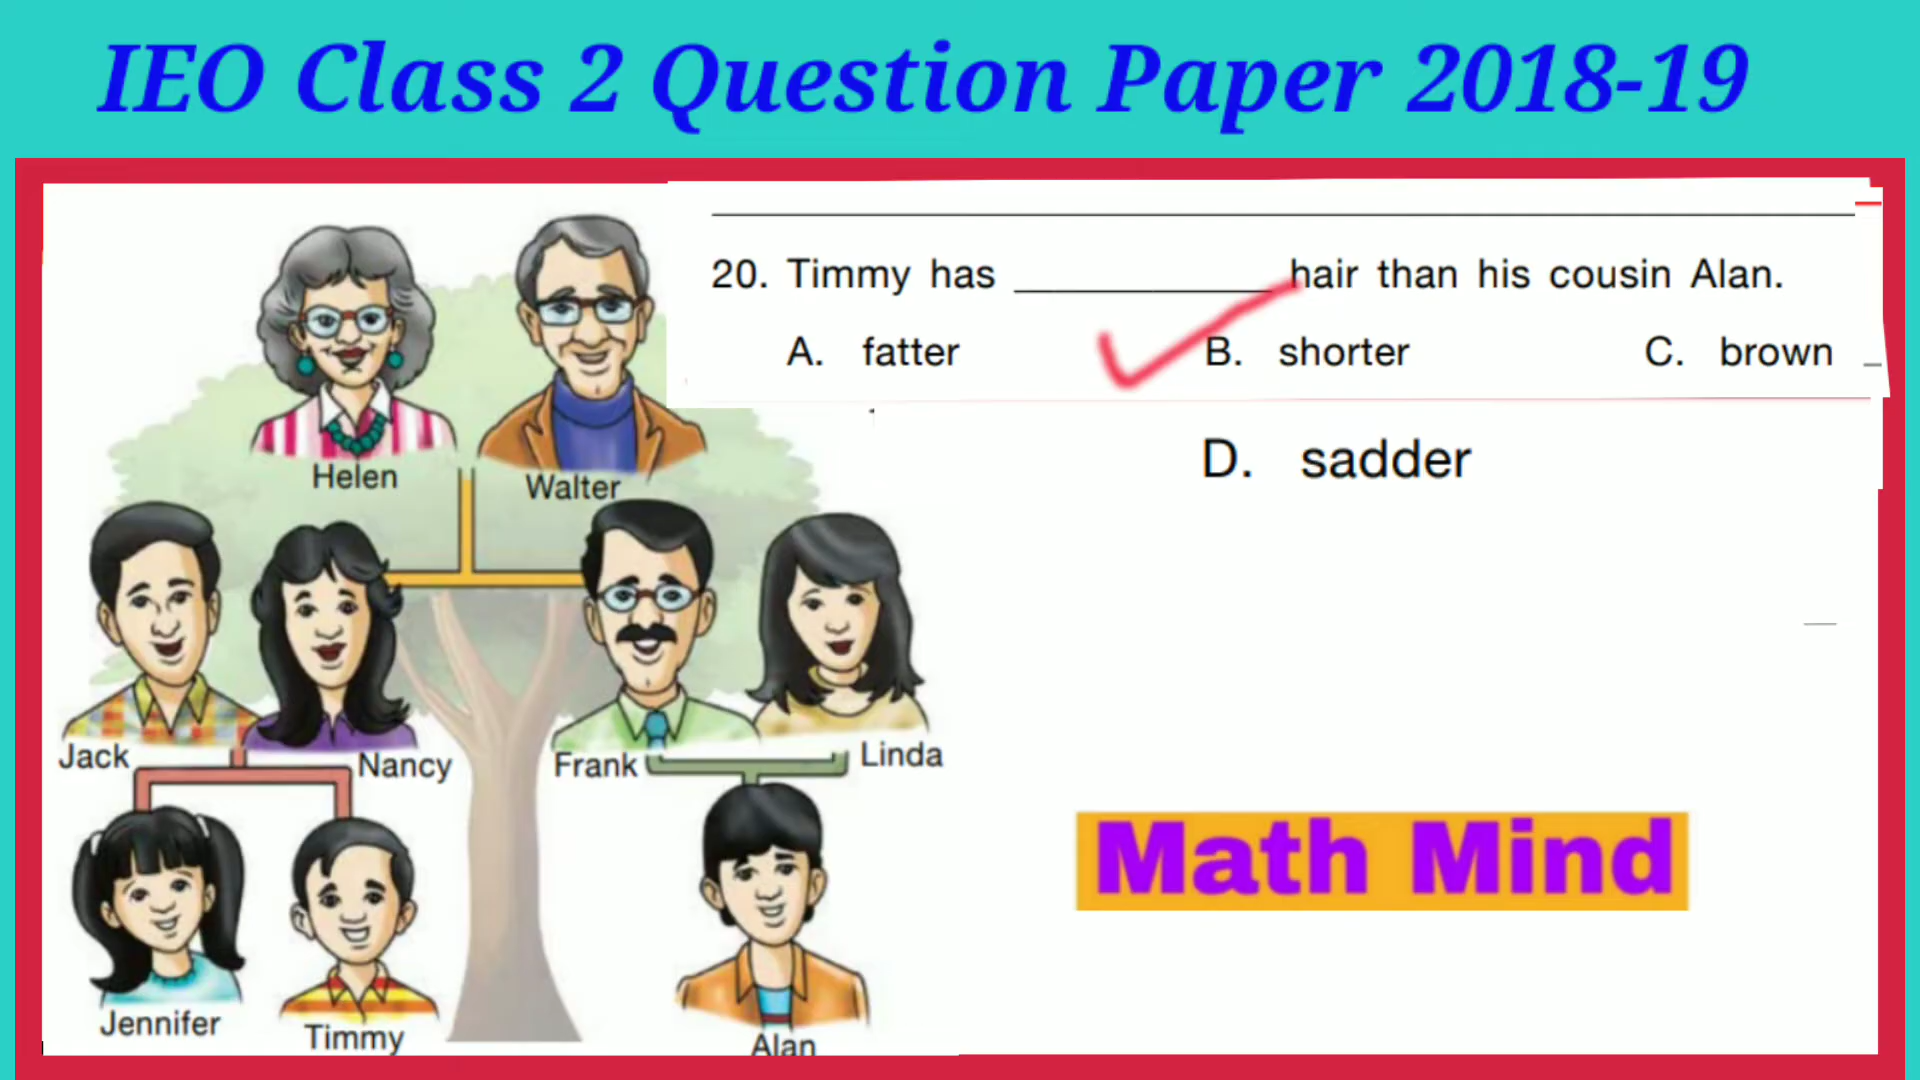 IEO Class 2 Question Paper 2018-19
20. Timmy has __________ hair than his cousin Alan.
A. fatter B. shorter C. brown
D. sadder
Helen Walter
Jack Nancy Frank Linda
Jennifer Timmy Alan
Math Mind